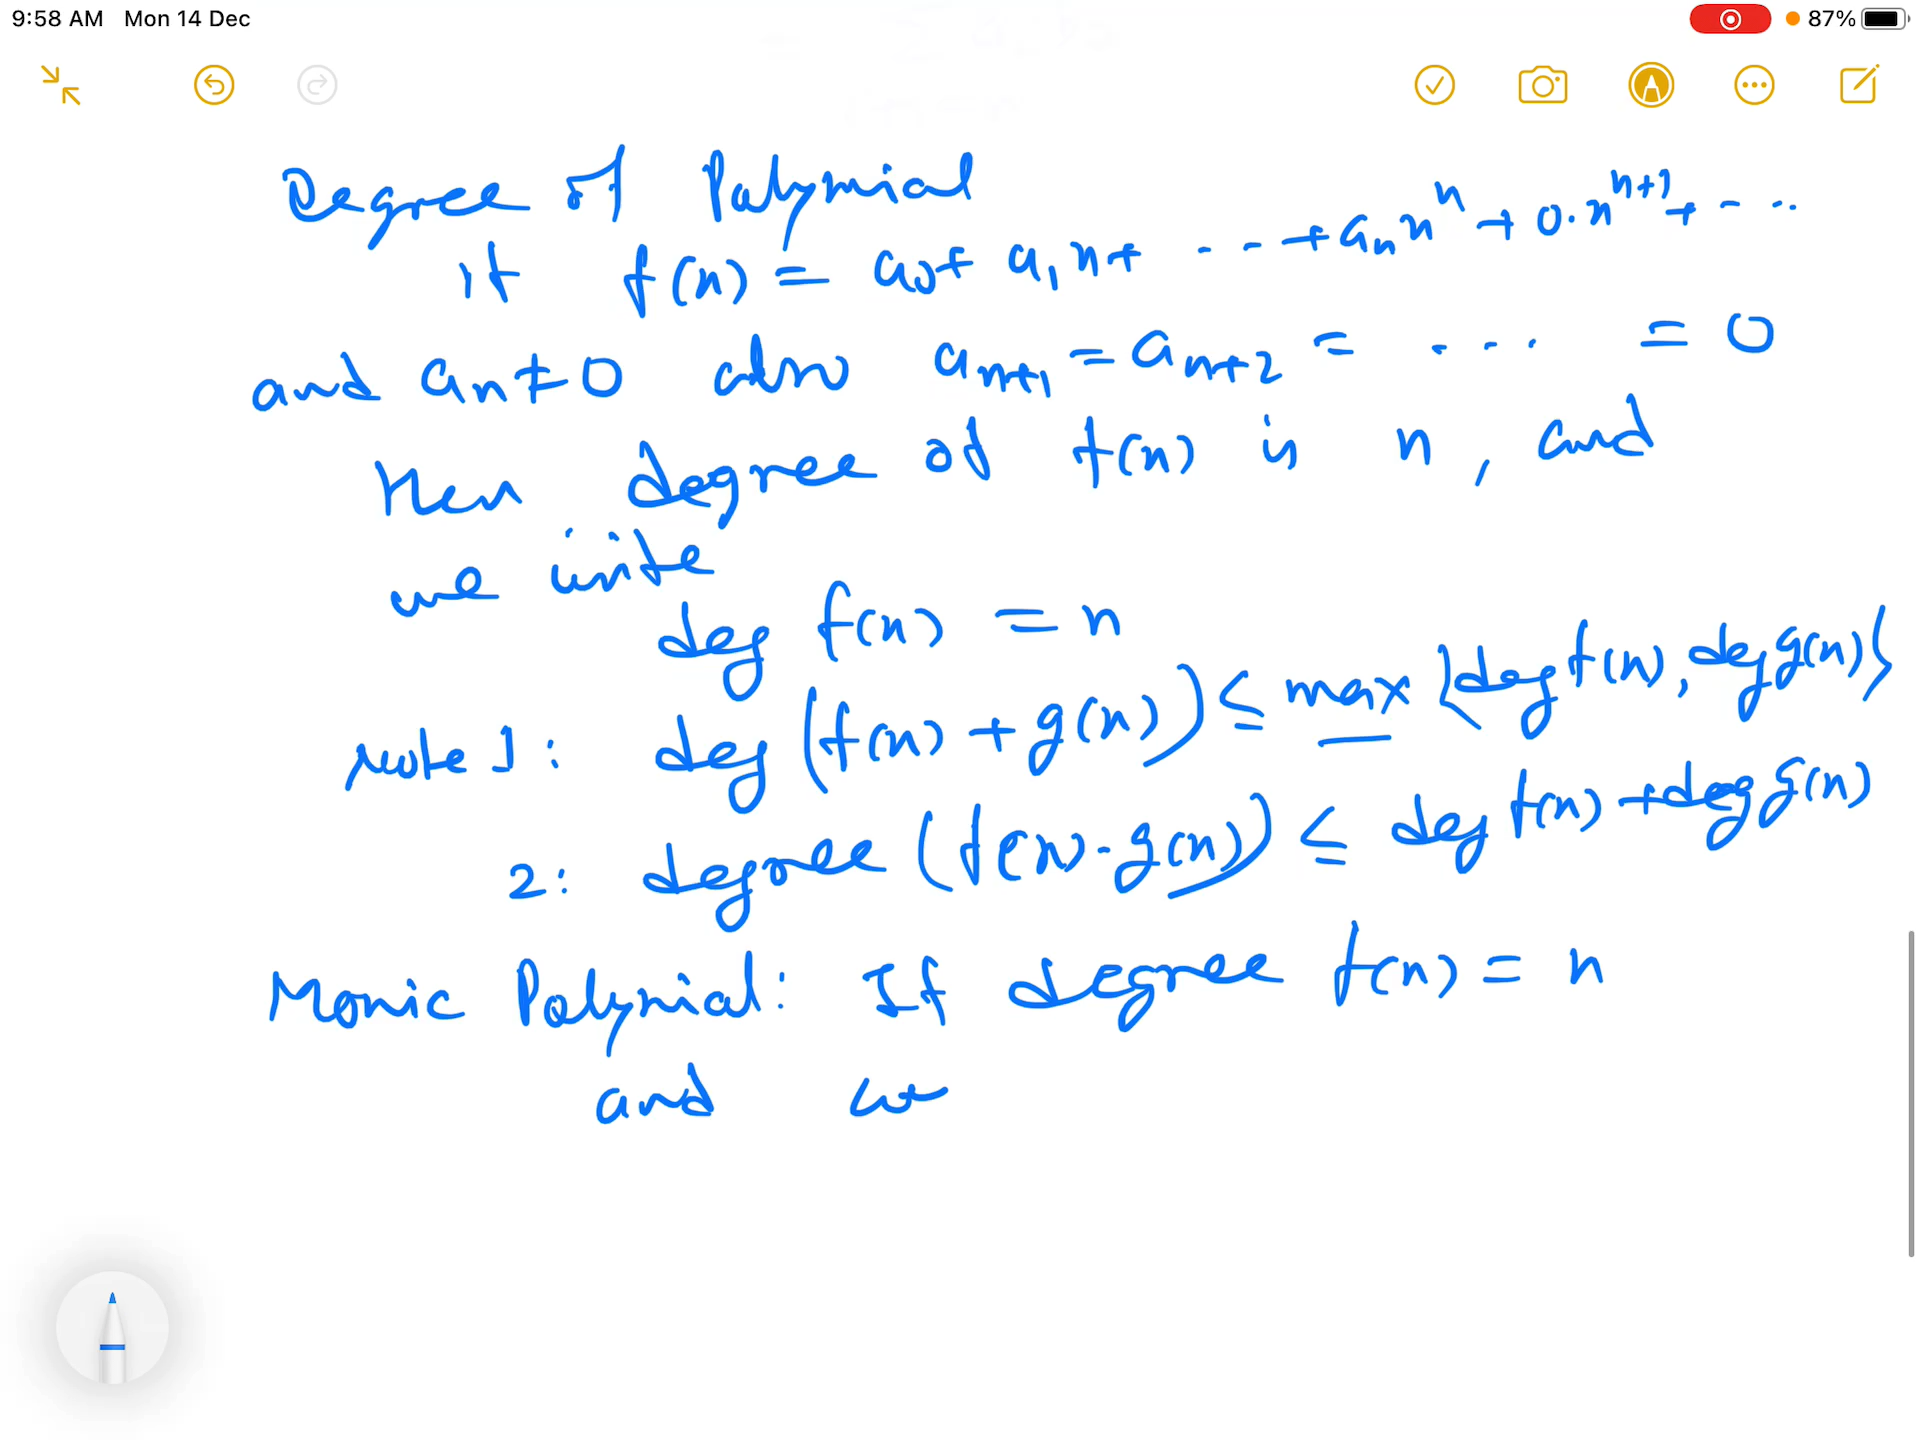 9:58 AM Mon 14 Dec 87%
Degree of Polymial
if f(x) = a0 + a1x + ... + anx^n + 0.x^n+1 + ...
and an ≠ 0 also an+1 = an+2 = ... = 0
then degree of f(x) is n, and
we write
deg f(x) = n
Note 1: deg (f(x) + g(x)) ≤ max {deg f(x), deg g(x)}
2: degree (f(x).g(x)) ≤ deg f(x) + deg g(x)
Monic Polynial: If degree f(x) = n
and